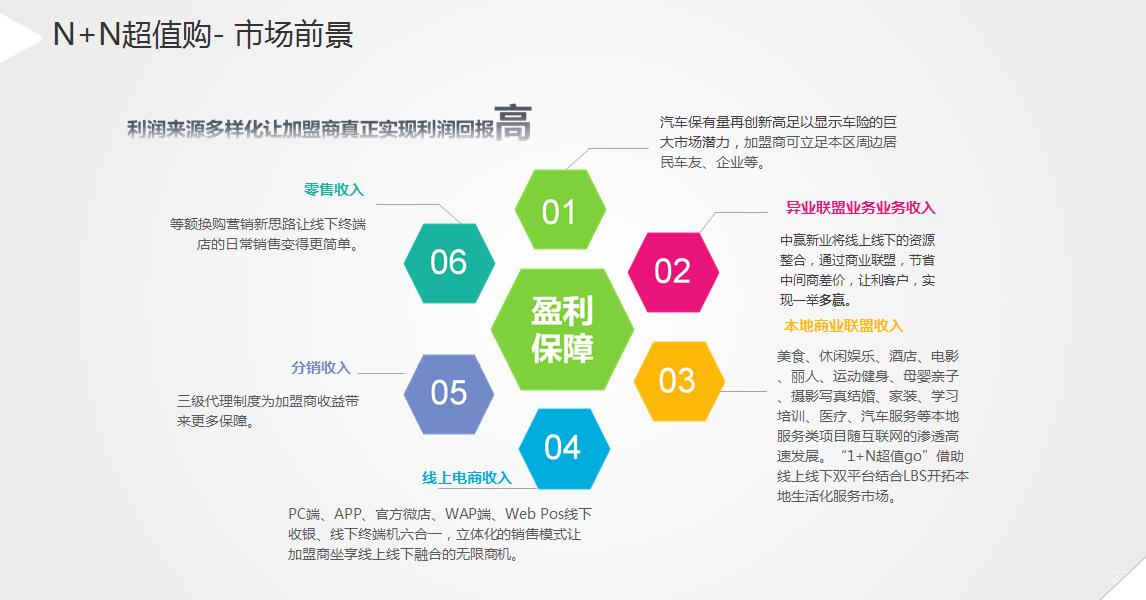 N+N超值购- 市场前景
利润来源多样化让加盟商真正实现利润回报高
汽车保有量再创新高足以显示车险的巨
大市场潜力，加盟商可立足本区周边居
民车友、企业等。
01
异业联盟业务业务收入
02
中赢新业将线上线下的资源
整合，通过商业联盟，节省
中间商差价，让利客户，实
现一举多赢。
本地商业联盟收入
03
美食、休闲娱乐、酒店、电影
、丽人、运动健身、母婴亲子
、摄影写真结婚、家装、学习
培训、医疗、汽车服务等本地
服务类项目随互联网的渗透高
速发展。“1+N超值go”借助
线上线下双平台结合LBS开拓本
地生活化服务市场。
04
线上电商收入
PC端、APP、官方微店、WAP端、Web Pos线下
收银、线下终端机六合一，立体化的销售模式让
加盟商坐享线上线下融合的无限商机。
05
分销收入
三级代理制度为加盟商收益带
来更多保障。
06
零售收入
等额换购营销新思路让线下终端
店的日常销售变得更简单。
盈利
保障